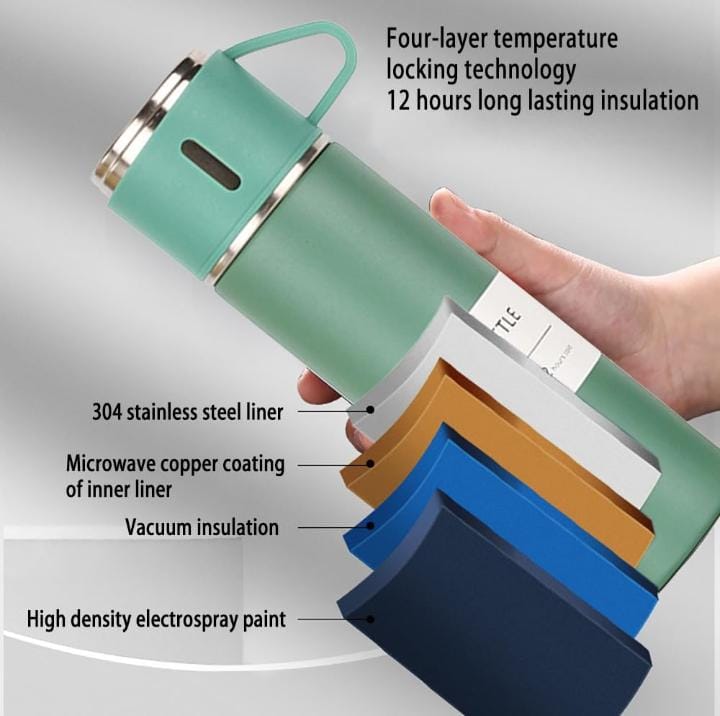 Four-layer temperature
locking technology
12 hours long lasting insulation
TTLE
304 stainless steel liner
Microwave copper coating
of inner liner
Vacuum insulation
High density electrospray paint